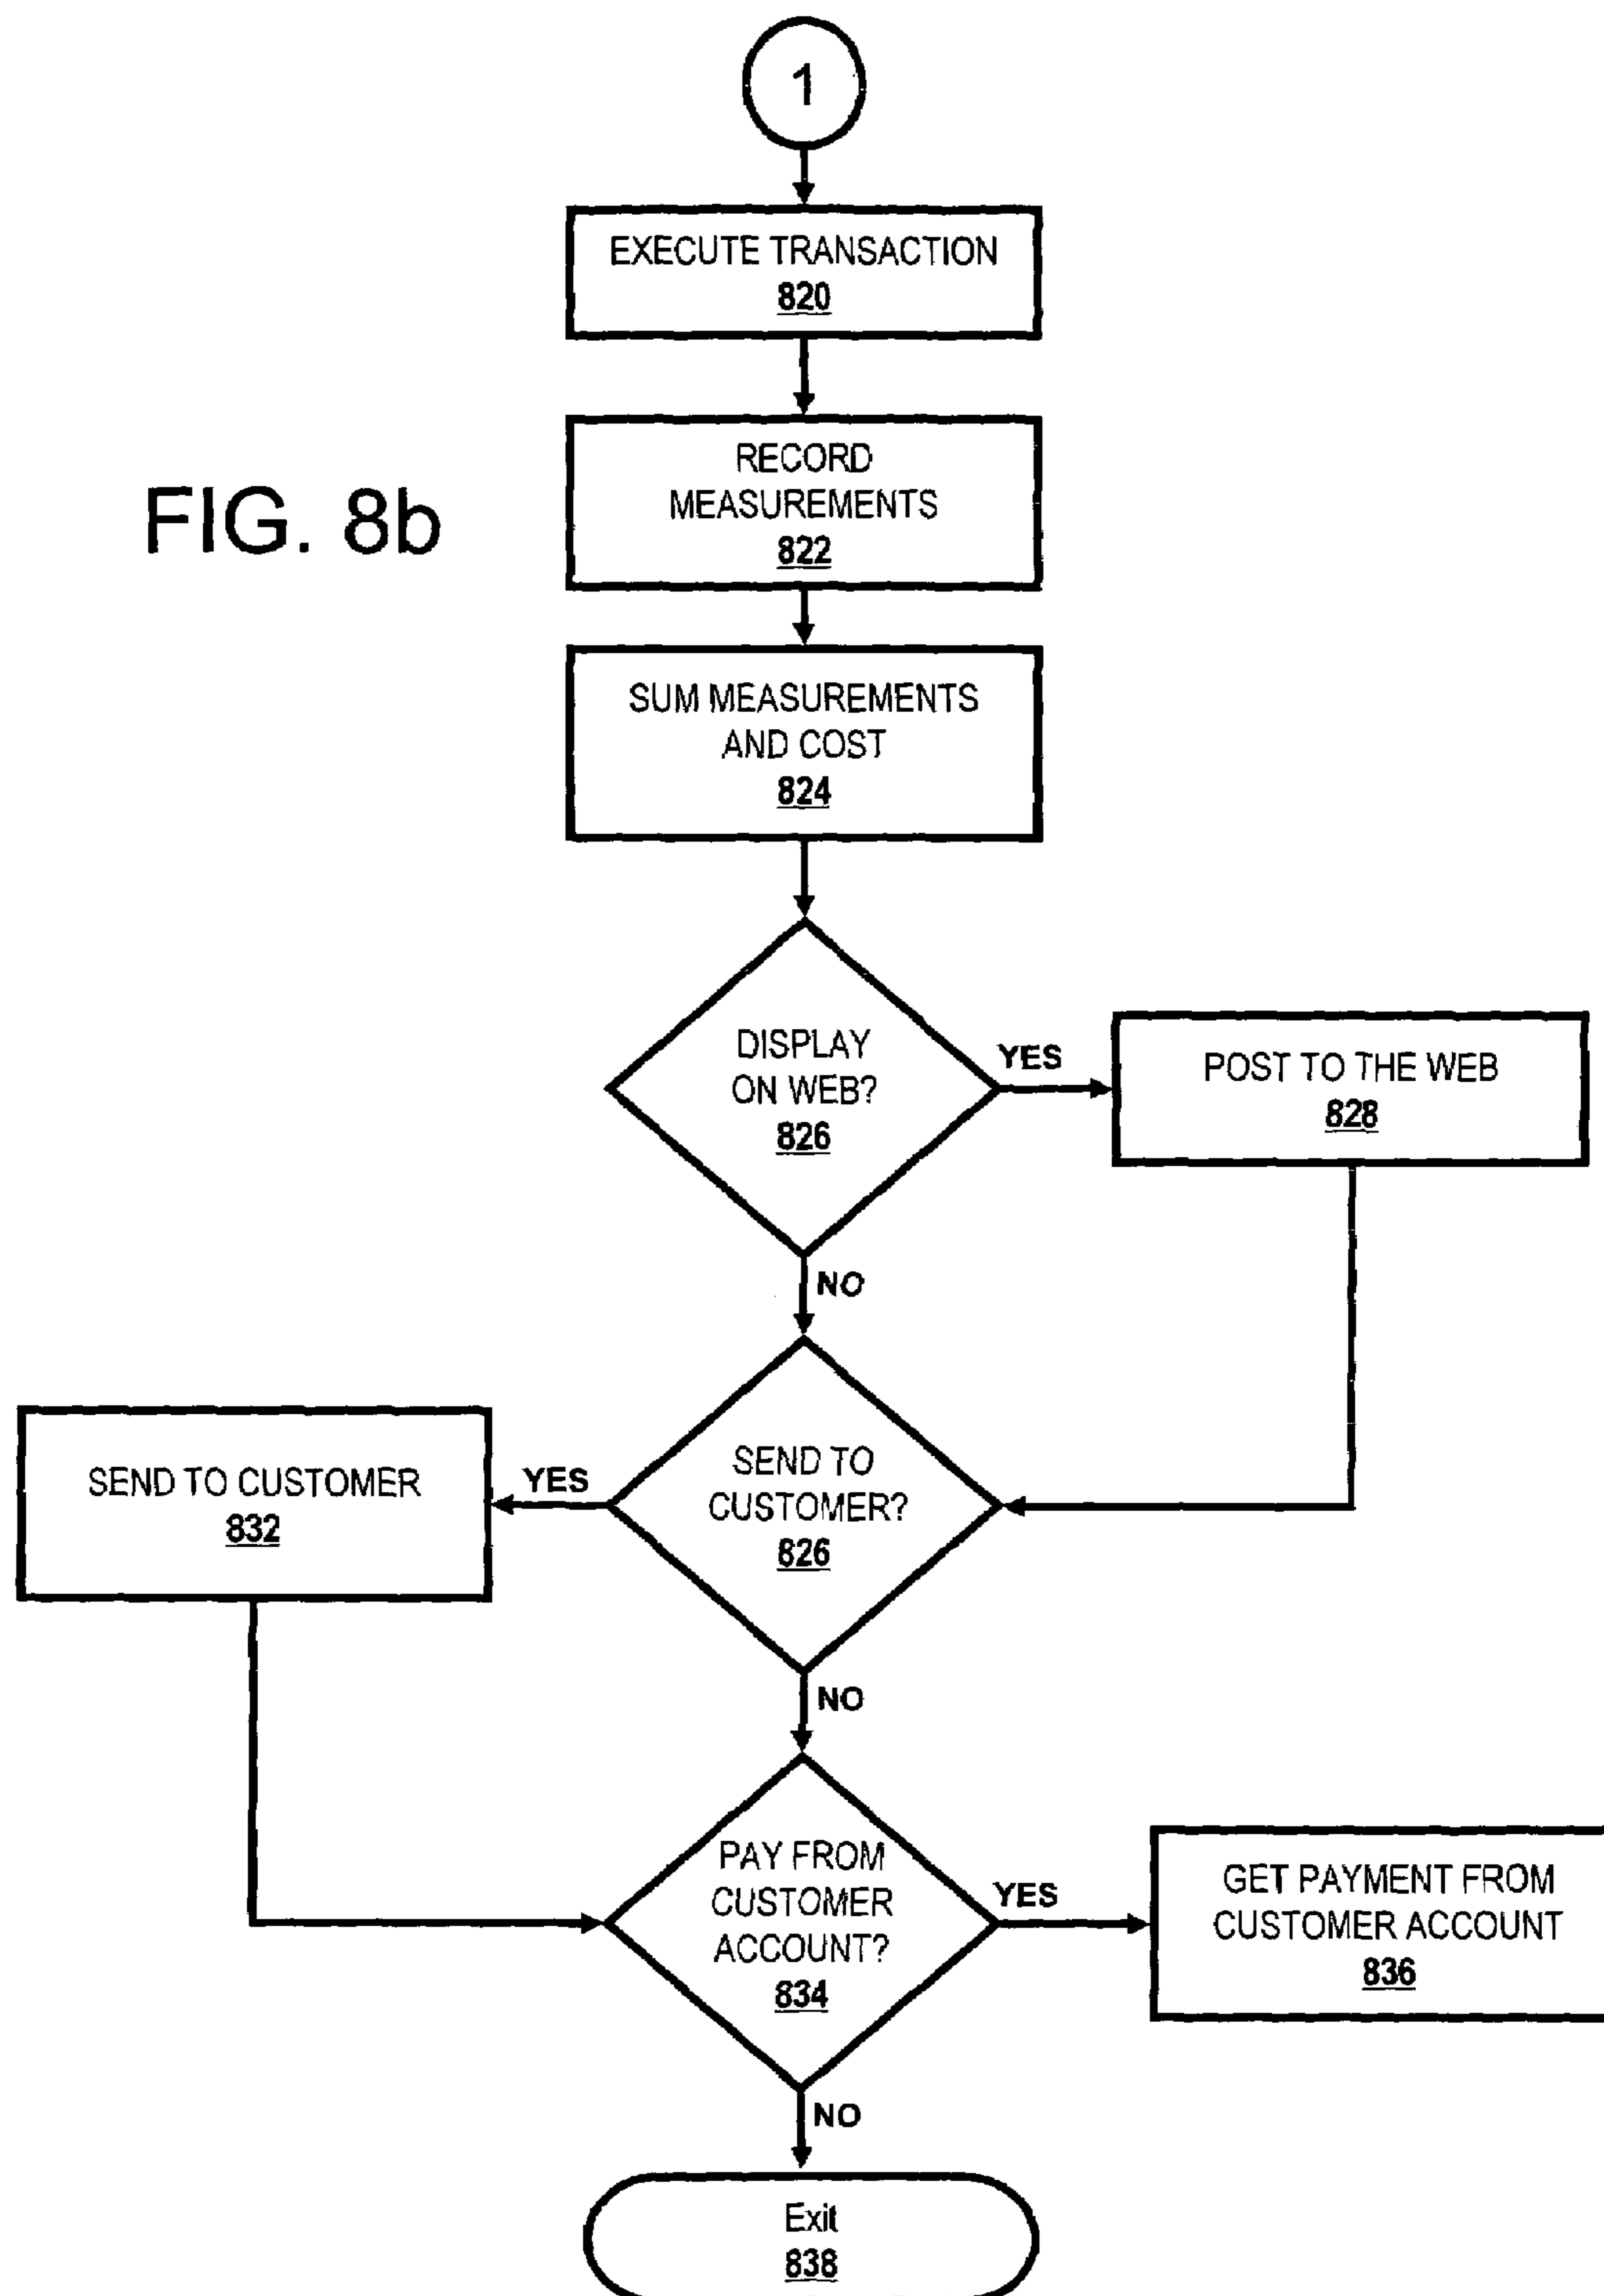 1
EXECUTE TRANSACTION
820
FIG. 8b
RECORD
MEASUREMENTS
822
SUM MEASUREMENTS
AND COST
824
DISPLAY
ON WEB?
826
YES
POST TO THE WEB
828
NO
SEND TO
CUSTOMER?
826
YES
SEND TO CUSTOMER
832
NO
PAY FROM
CUSTOMER
ACCOUNT?
834
YES
GET PAYMENT FROM
CUSTOMER ACCOUNT
836
NO
Exit
838